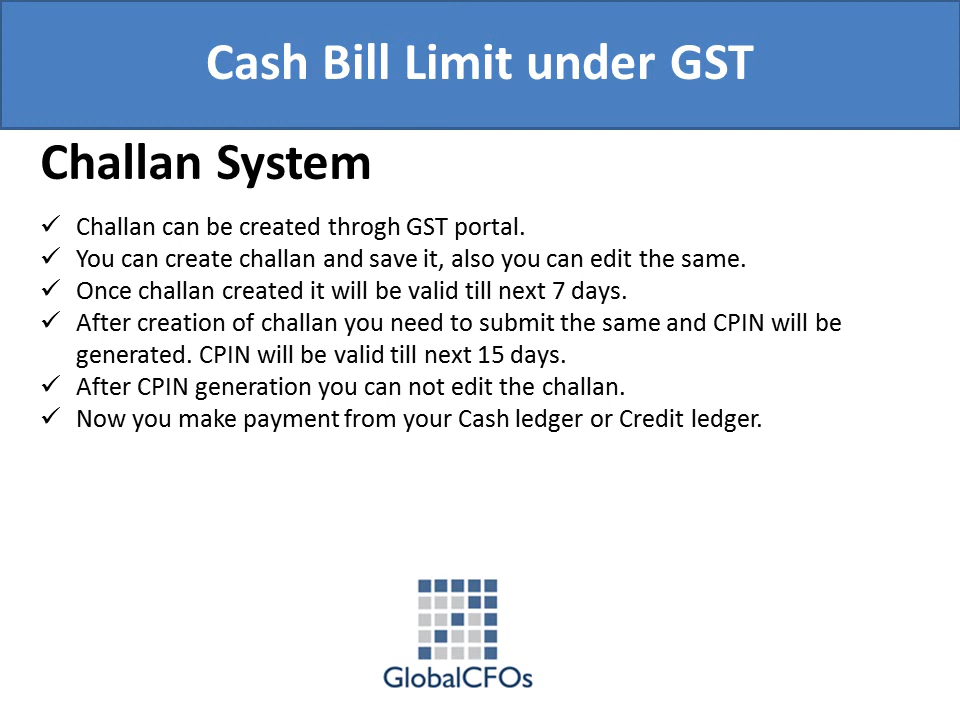 Cash Bill Limit under GST
Challan System
✓ Challan can be created throgh GST portal.
✓ You can create challan and save it, also you can edit the same.
✓ Once challan created it will be valid till next 7 days.
✓ After creation of challan you need to submit the same and CPIN will be
generated. CPIN will be valid till next 15 days.
✓ After CPIN generation you can not edit the challan.
✓ Now you make payment from your Cash ledger or Credit ledger.
GlobalCFOs